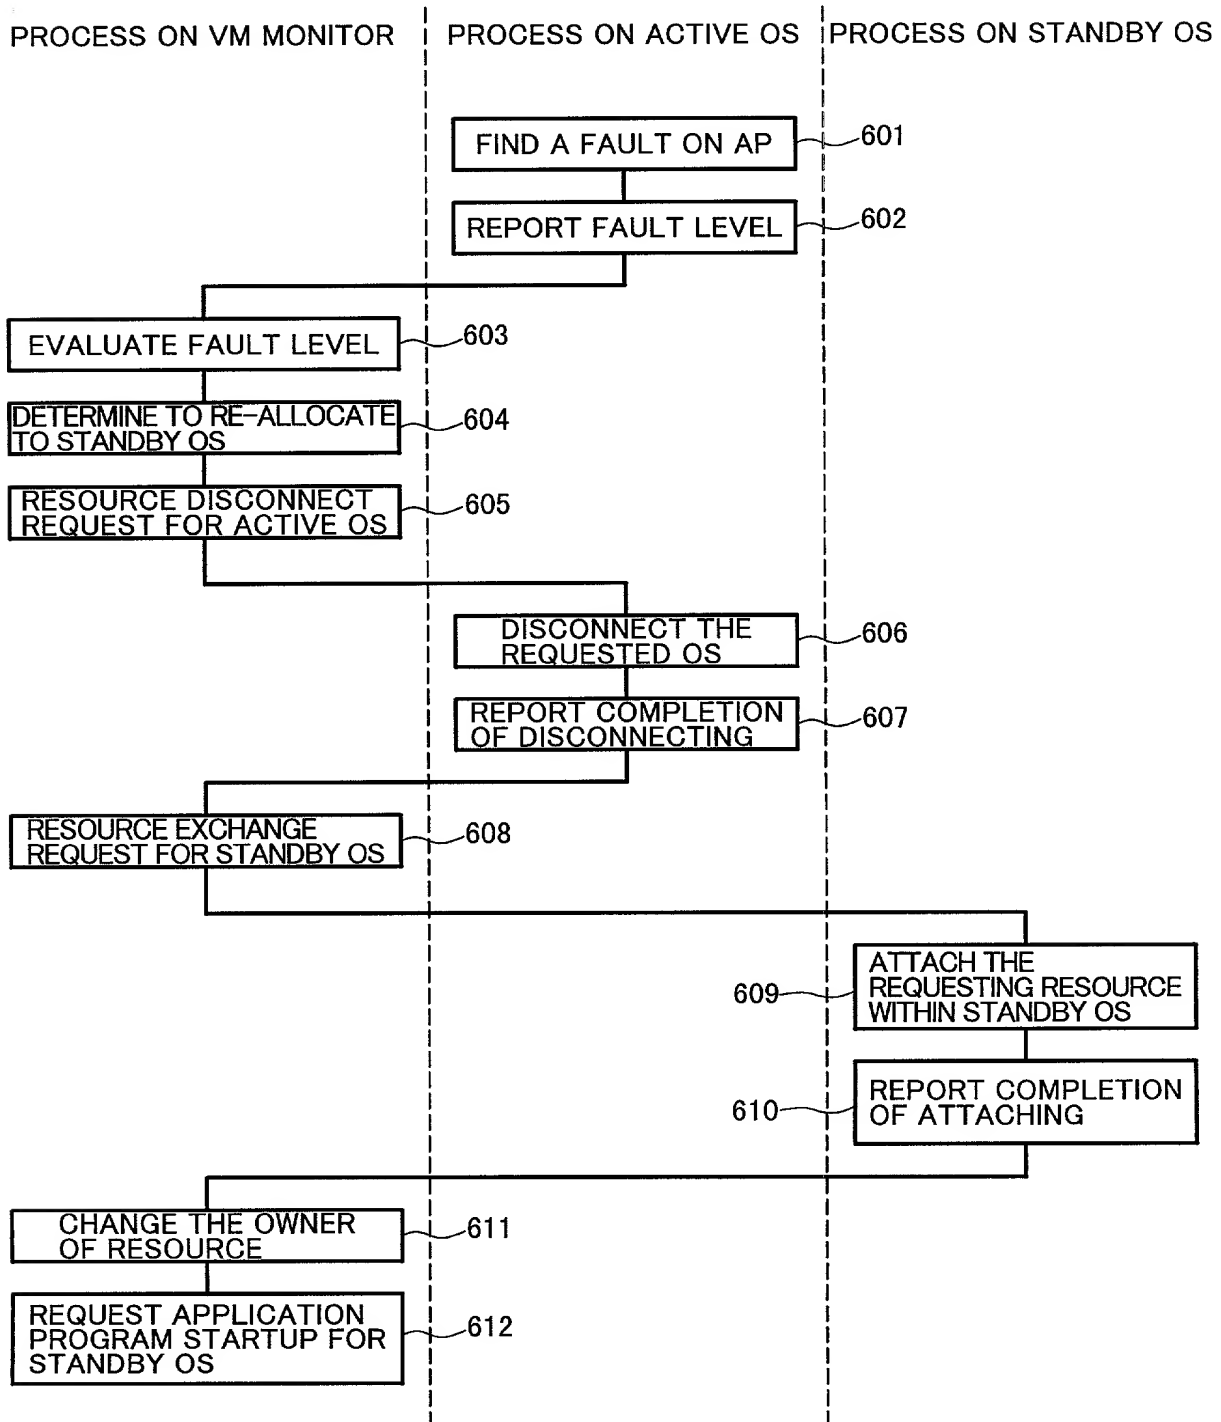 PROCESS ON VM MONITOR
PROCESS ON ACTIVE OS
PROCESS ON STANDBY OS
FIND A FAULT ON AP
601
REPORT FAULT LEVEL
602
EVALUATE FAULT LEVEL
603
DETERMINE TO RE-ALLOCATE
TO STANDBY OS
604
RESOURCE DISCONNECT
REQUEST FOR ACTIVE OS
605
DISCONNECT THE
REQUESTED OS
606
REPORT COMPLETION
OF DISCONNECTING
607
RESOURCE EXCHANGE
REQUEST FOR STANDBY OS
608
ATTACH THE
REQUESTING RESOURCE
WITHIN STANDBY OS
609
REPORT COMPLETION
OF ATTACHING
610
CHANGE THE OWNER
OF RESOURCE
611
REQUEST APPLICATION
PROGRAM STARTUP FOR
STANDBY OS
612